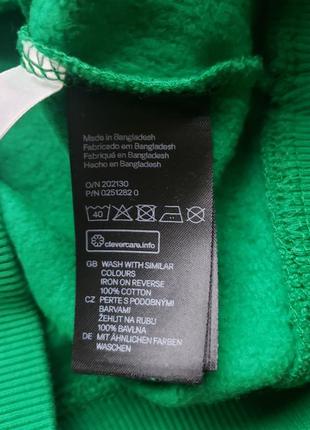 Made in Bangladesh
Fabricado em Bangladesh
Fabriqué en Bangladesh
Hecho en Bangladesh
O/N 202130
P/N 0251282 0
40
clevercare.info
GB WASH WITH SIMILAR
COLOURS
IRON ON REVERSE
100% COTTON
CZ PERTE S PODOBNÝMI
BARVAMI
ŽEHLIT NA RUBU
100% BAVLNA
DE MIT ÄHNLICHEN FARBEN
WASCHEN